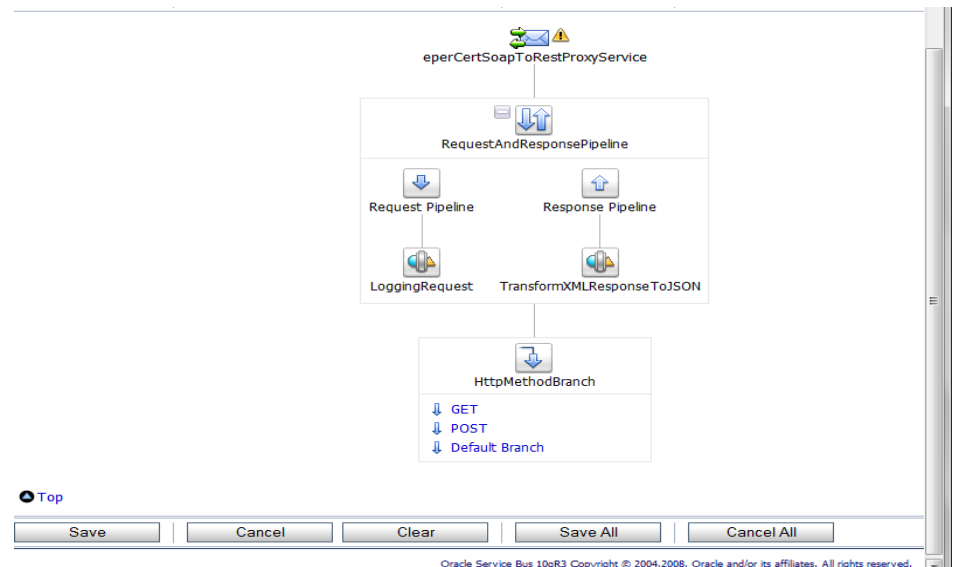 eperCertSoapToRestProxyService
RequestAndResponsePipeline
Request Pipeline
Response Pipeline
LoggingRequest
TransformXMLResponseToJSON
HttpMethodBranch
GET
POST
Default Branch
Top
Save
Cancel
Clear
Save All
Cancel All
Oracle Service Bus 10gR3 Copyright © 2004,2008, Oracle and/or its affiliates. All rights reserved.